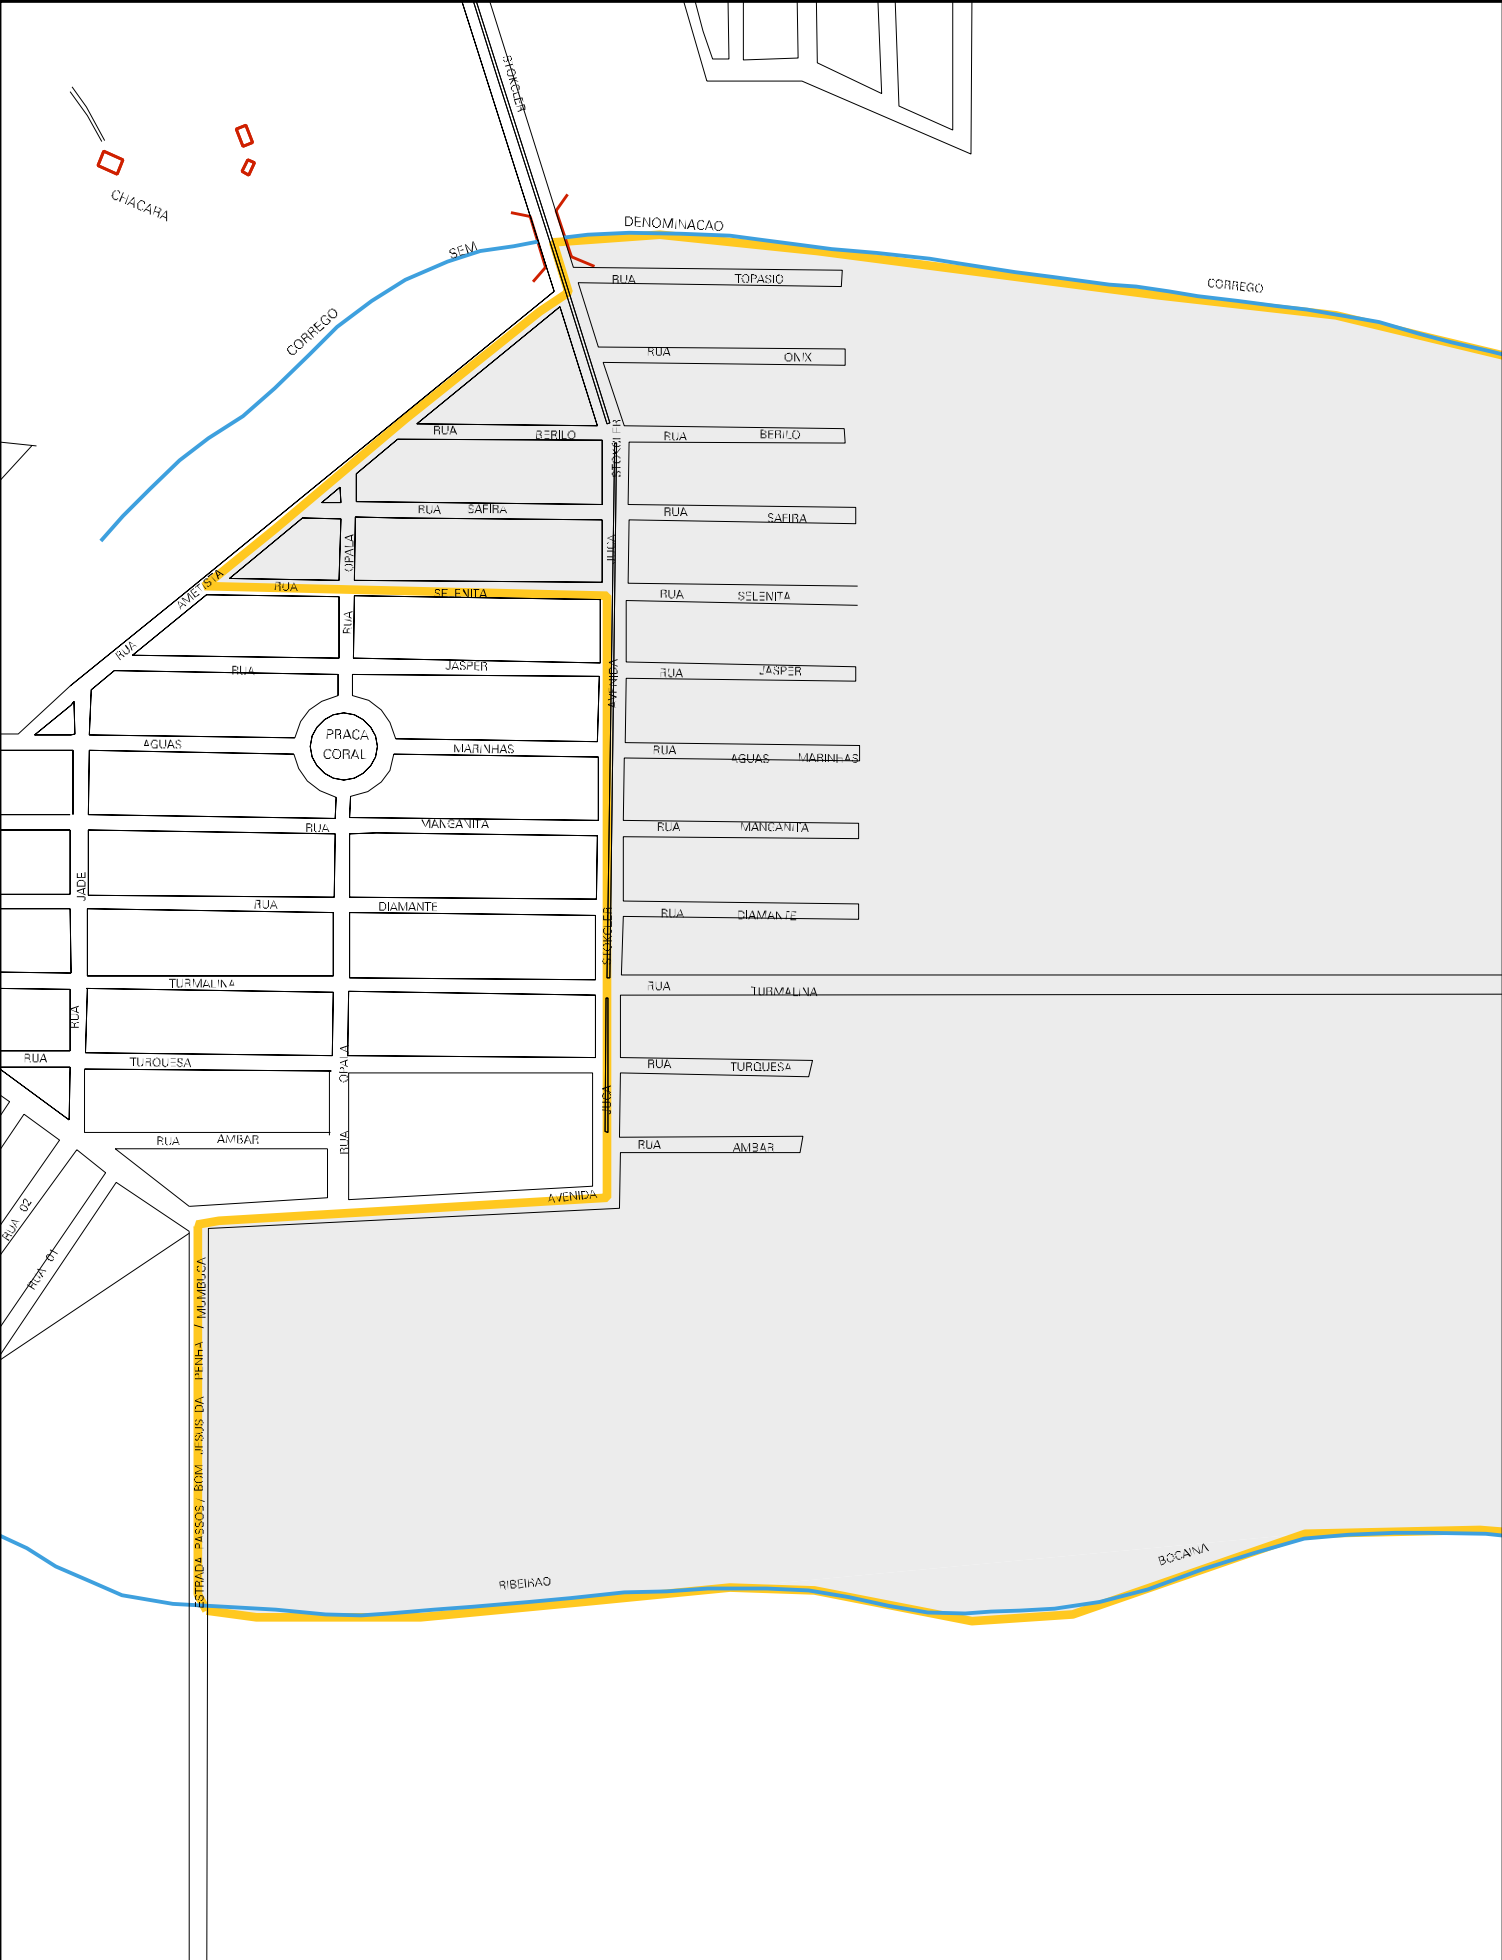 STOKCLER
CHACARA
DENOMINACAO
SEM
CORREGO
CORREGO
RUA TOPASIO
RUA ONIX
RUA BERILO
RUA BERILO
STOKCLER
RUA SAFIRA
RUA SAFIRA
OPALA
JUCA
AMETISTA
RUA
RUA SELENITA
RUA SELENITA
RUA
RUA JASPER
AVENIDA
RUA JASPER
PRACA
CORAL
AGUAS MARINHAS
RUA AGUAS MARINHAS
RUA MANGANITA
RUA MANCANITA
JADE
RUA DIAMANTE
STOKCLER
RUA DIAMANTE
TURMALINA
RUA TURMALINA
RUA
RUA TURQUESA
OPALA
RUA TURQUESA
JUCA
RUA AMBAR
RUA
RUA AMBAR
AVENIDA
RUA 02
RUA 01
ESTRADA PASSOS / BOM JESUS DA PENHA / MUMBUCA
RIBEIRAO
BOCAINA